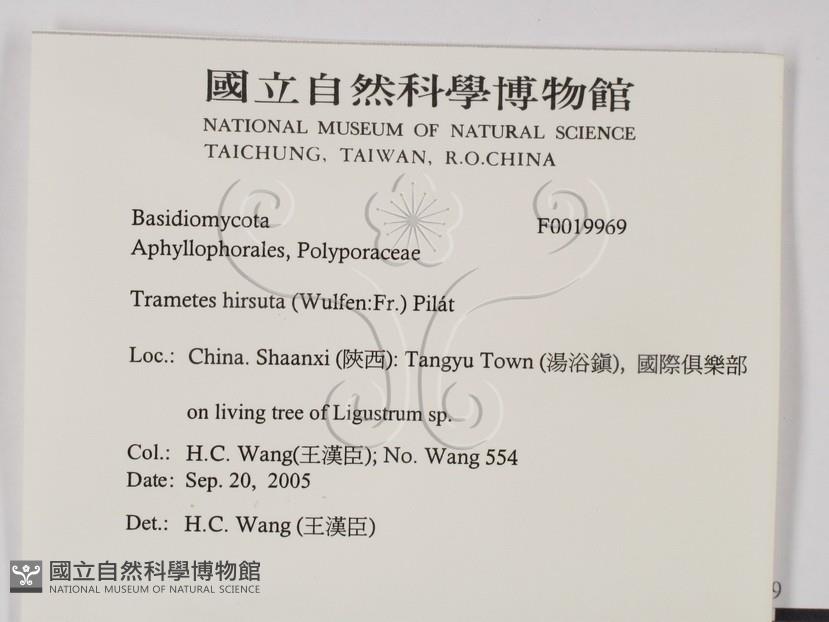 國立自然科學博物館
NATIONAL MUSEUM OF NATURAL SCIENCE
TAICHUNG, TAIWAN, R.O.CHINA
Basidiomycota F0019969
Aphyllophorales, Polyporaceae
Trametes hirsuta (Wulfen:Fr.) Pilát
Loc.: China. Shaanxi (陝西): Tangyu Town (湯浴鎭), 國際俱樂部
on living tree of Ligustrum sp.
Col.: H.C. Wang(王漢臣); No. Wang 554
Date: Sep. 20, 2005
Det.: H.C. Wang (王漢臣)
國立自然科學博物館
NATIONAL MUSEUM OF NATURAL SCIENCE
9